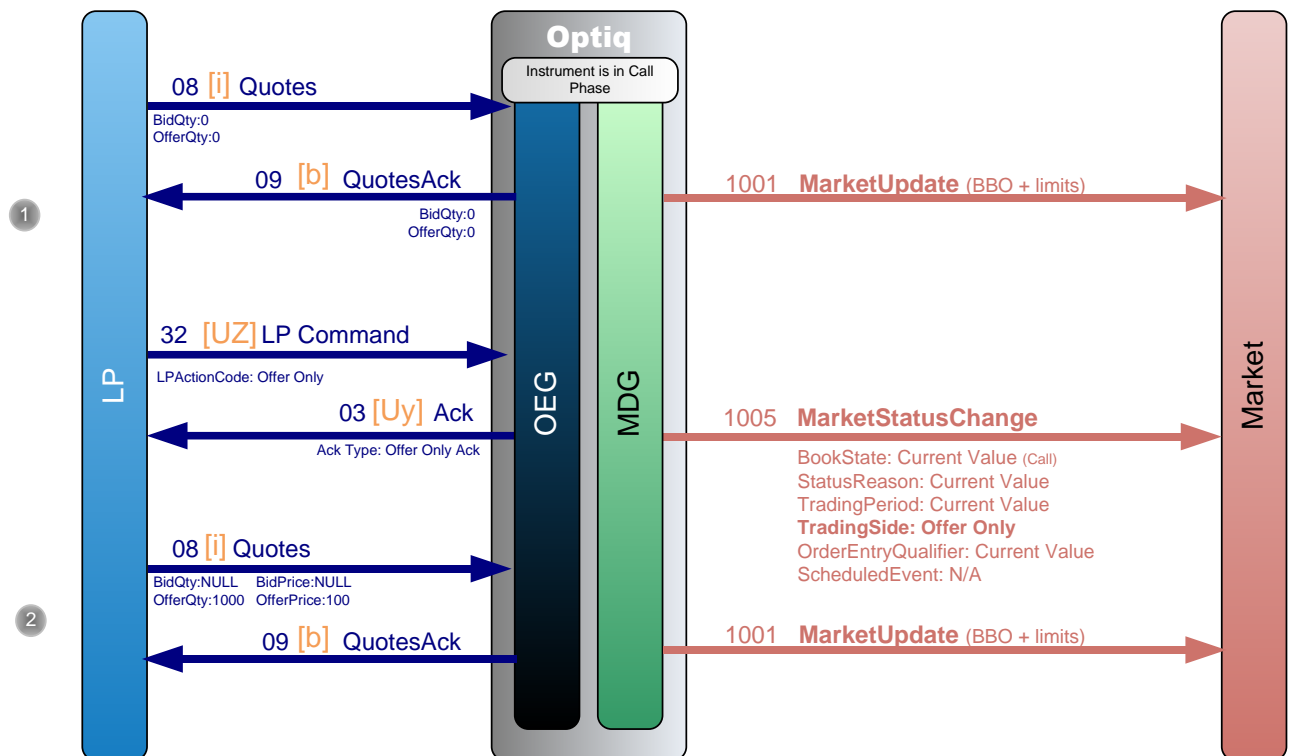 Optiq
Instrument is in Call
Phase
08 [i] Quotes
BidQty:0
OfferQty:0
09 [b] QuotesAck
BidQty:0
OfferQty:0
1001 MarketUpdate (BBO + limits)
1
32 [UZ] LP Command
LPActionCode: Offer Only
03 [Uy] Ack
Ack Type: Offer Only Ack
LP
OEG
MDG
Market
1005 MarketStatusChange
BookState: Current Value (Call)
StatusReason: Current Value
TradingPeriod: Current Value
TradingSide: Offer Only
OrderEntryQualifier: Current Value
ScheduledEvent: N/A
08 [i] Quotes
BidQty:NULL BidPrice:NULL
OfferQty:1000 OfferPrice:100
2
09 [b] QuotesAck
1001 MarketUpdate (BBO + limits)